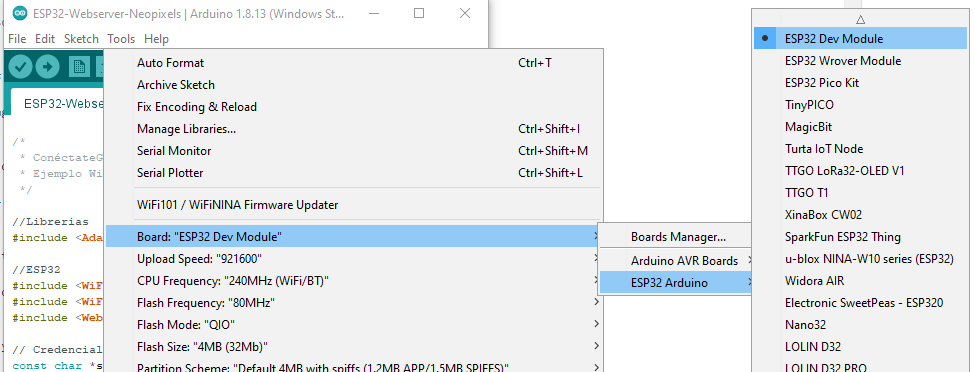 ESP32-Webserver-Neopixels | Arduino 1.8.13 (Windows St...
File Edit Sketch Tools Help
ESP32-Webser
/*
* ConéctateG
* Ejemplo Wi
*/
//Librerias
#include <Ada
//ESP32
#include <WiF
#include <WiF
#include <Web
// Credencial
const char *s
Auto Format Ctrl+T
Archive Sketch
Fix Encoding & Reload
Manage Libraries... Ctrl+Shift+I
Serial Monitor Ctrl+Shift+M
Serial Plotter Ctrl+Shift+L
WiFi101 / WiFiNINA Firmware Updater
Board: "ESP32 Dev Module"
Upload Speed: "921600"
CPU Frequency: "240MHz (WiFi/BT)"
Flash Frequency: "80MHz"
Flash Mode: "QIO"
Flash Size: "4MB (32Mb)"
Partition Scheme: "Default 4MB with spiffs (1.2MB APP/1.5MB SPIFFS)"
Boards Manager...
Arduino AVR Boards
ESP32 Arduino
ESP32 Dev Module
ESP32 Wrover Module
ESP32 Pico Kit
TinyPICO
MagicBit
Turta IoT Node
TTGO LoRa32-OLED V1
TTGO T1
XinaBox CW02
SparkFun ESP32 Thing
u-blox NINA-W10 series (ESP32)
Widora AIR
Electronic SweetPeas - ESP320
Nano32
LOLIN D32
LOLIN D32 PRO